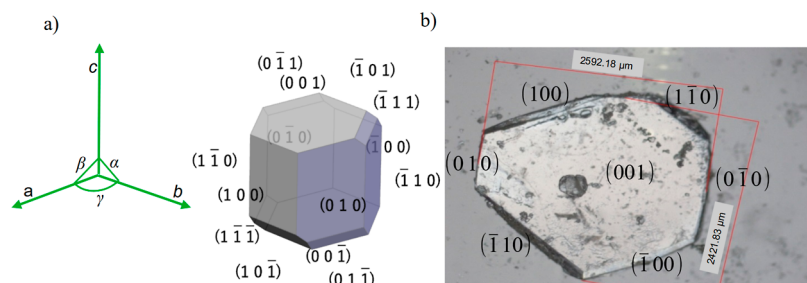 a)
c
β α
a γ b
(0 1̄ 1)
(1̄ 0 1)
(0 0 1)
(1̄ 1 1)
(0 1̄ 0)
(1̄ 0 0)
(1 1̄ 0)
(1̄ 1 0)
(1 0 0)
(0 1 0)
(1 1̄ 1̄)
(0 0 1̄)
(1 0 1̄)
(0 1 1̄)
b)
2592.18 µm
(100)
(11̄0)
(010)
(001)
(01̄0)
2421.83 µm
(1̄10)
(1̄00)